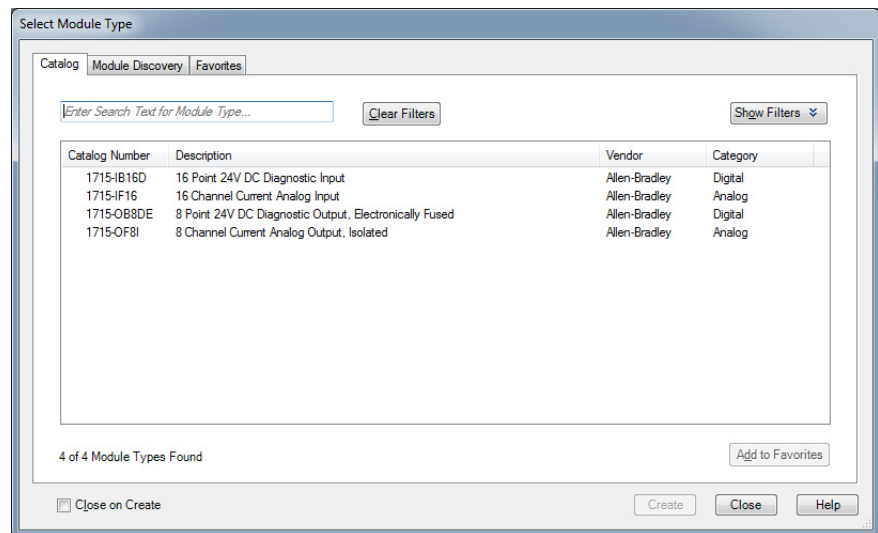 Select Module Type
Catalog Module Discovery Favorites
Enter Search Text for Module Type... Clear Filters Show Filters
Catalog Number Description Vendor Category
1715-IB16D 16 Point 24V DC Diagnostic Input Allen-Bradley Digital
1715-IF16 16 Channel Current Analog Input Allen-Bradley Analog
1715-OB8DE 8 Point 24V DC Diagnostic Output, Electronically Fused Allen-Bradley Digital
1715-OF8I 8 Channel Current Analog Output, Isolated Allen-Bradley Analog
4 of 4 Module Types Found Add to Favorites
Close on Create Create Close Help